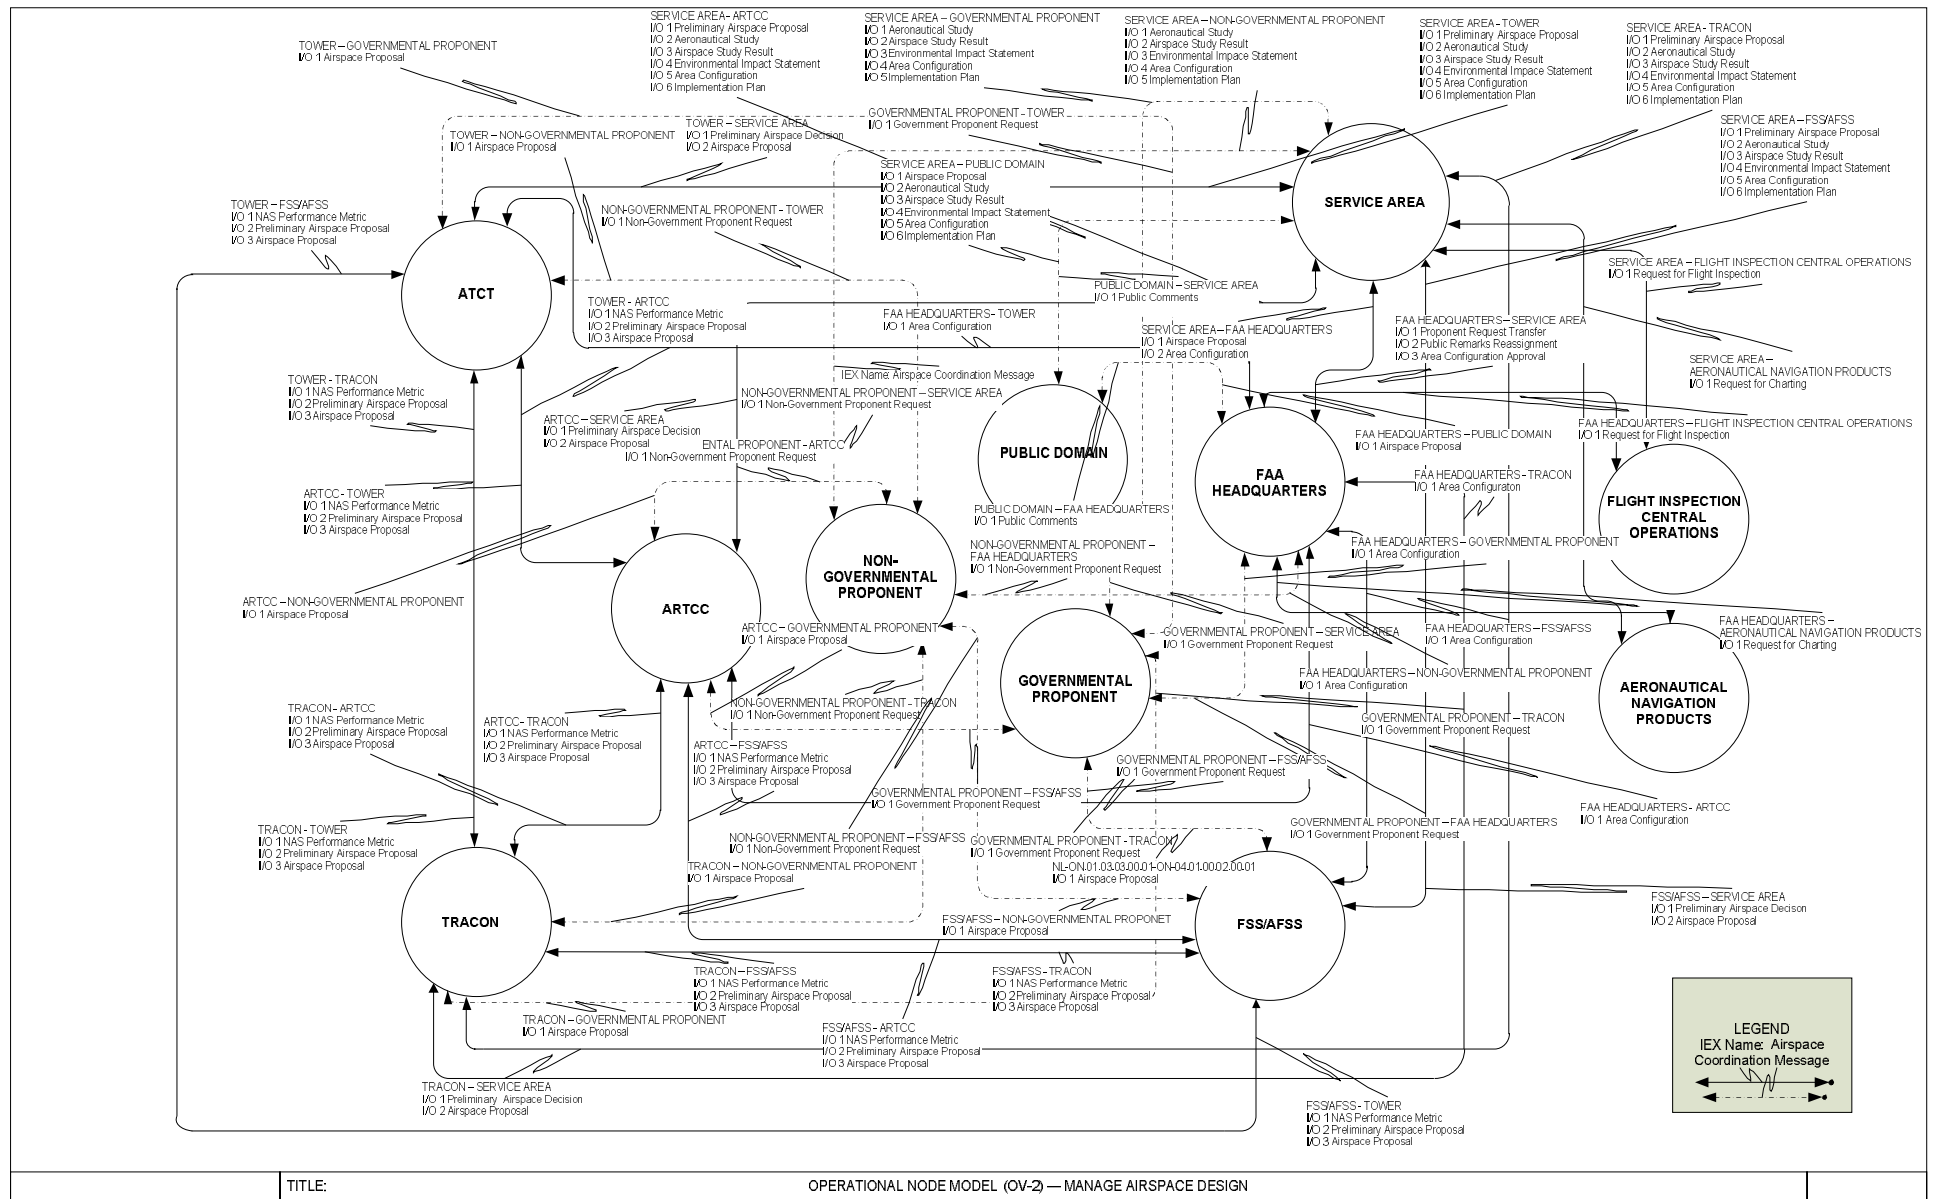 TOWER – GOVERNMENTAL PROPONENT
I/O 1 Airspace Proposal
SERVICE AREA - ARTCC
I/O 1 Preliminary Airspace Proposal
I/O 2 Aeronautical Study
I/O 3 Airspace Study Result
I/O 4 Environmental Impact Statement
I/O 5 Area Configuration
I/O 6 Implementation Plan
SERVICE AREA – GOVERNMENTAL PROPONENT
I/O 1 Aeronautical Study
I/O 2 Airspace Study Result
I/O 3 Environmental Impact Statement
I/O 4 Area Configuration
I/O 5 Implementation Plan
SERVICE AREA – NON-GOVERNMENTAL PROPONENT
I/O 1 Aeronautical Study
I/O 2 Airspace Study Result
I/O 3 Environmental Impact Statement
I/O 4 Area Configuration
I/O 5 Implementation Plan
SERVICE AREA - TOWER
I/O 1 Preliminary Airspace Proposal
I/O 2 Aeronautical Study
I/O 3 Airspace Study Result
I/O 4 Environmental Impact Statement
I/O 5 Area Configuration
I/O 6 Implementation Plan
SERVICE AREA - TRACON
I/O 1 Preliminary Airspace Proposal
I/O 2 Aeronautical Study
I/O 3 Airspace Study Result
I/O 4 Environmental Impact Statement
I/O 5 Area Configuration
I/O 6 Implementation Plan
SERVICE AREA – FSS/AFSS
I/O 1 Preliminary Airspace Proposal
I/O 2 Aeronautical Study
I/O 3 Airspace Study Result
I/O 4 Environmental Impact Statement
I/O 5 Area Configuration
I/O 6 Implementation Plan
TOWER – NON-GOVERNMENTAL PROPONENT
I/O 1 Airspace Proposal
TOWER – SERVICE AREA
I/O 1 Preliminary Airspace Decision
I/O 2 Airspace Proposal
GOVERNMENTAL PROPONENT - TOWER
I/O 1 Government Proponent Request
SERVICE AREA – PUBLIC DOMAIN
I/O 1 Airspace Proposal
I/O 2 Aeronautical Study
I/O 3 Airspace Study Result
I/O 4 Environmental Impact Statement
I/O 5 Area Configuration
I/O 6 Implementation Plan
TOWER – FSS/AFSS
I/O 1 NAS Performance Metric
I/O 2 Preliminary Airspace Proposal
I/O 3 Airspace Proposal
NON-GOVERNMENTAL PROPONENT - TOWER
I/O 1 Non-Government Proponent Request
SERVICE AREA
ATCT
SERVICE AREA – FLIGHT INSPECTION CENTRAL OPERATIONS
I/O 1 Request for Flight Inspection
PUBLIC DOMAIN - SERVICE AREA
I/O 1 Public Comments
TOWER - ARTCC
I/O 1 NAS Performance Metric
I/O 2 Preliminary Airspace Proposal
I/O 3 Airspace Proposal
FAA HEADQUARTERS - TOWER
I/O 1 Area Configuration
SERVICE AREA – FAA HEADQUARTERS
I/O 1 Airspace Proposal
I/O 2 Area Configuration
FAA HEADQUARTERS – SERVICE AREA
I/O 1 Proponent Request Transfer
I/O 2 Public Remarks Reassignment
I/O 3 Area Configuration Approval
SERVICE AREA –
AERONAUTICAL NAVIGATION PRODUCTS
I/O 1 Request for Charting
TOWER - TRACON
I/O 1 NAS Performance Metric
I/O 2 Preliminary Airspace Proposal
I/O 3 Airspace Proposal
IEX Name: Airspace Coordination Message
NON-GOVERNMENTAL PROPONENT - SERVICE AREA
I/O 1 Non-Government Proponent Request
ARTCC - SERVICE AREA
I/O 1 Preliminary Airspace Decision
I/O 2 Airspace Proposal
ENTAL PROPONENT - ARTCC
I/O 1 Non-Government Proponent Request
PUBLIC DOMAIN
FAA HEADQUARTERS – PUBLIC DOMAIN
I/O 1 Airspace Proposal
FAA HEADQUARTERS – FLIGHT INSPECTION CENTRAL OPERATIONS
I/O 1 Request for Flight Inspection
FAA
HEADQUARTERS
FAA HEADQUARTERS - TRACON
I/O 1 Area Configuraton
FLIGHT INSPECTION
CENTRAL
OPERATIONS
ARTCC - TOWER
I/O 1 NAS Performance Metric
I/O 2 Preliminary Airspace Proposal
I/O 3 Airspace Proposal
PUBLIC DOMAIN – FAA HEADQUARTERS
I/O 1 Public Comments
NON-GOVERNMENTAL PROPONENT –
FAA HEADQUARTERS
I/O 1 Non-Government Proponent Request
FAA HEADQUARTERS – GOVERNMENTAL PROPONENT
I/O 1 Area Configuration
NON-
GOVERNMENTAL
PROPONENT
ARTCC
ARTCC – NON-GOVERNMENTAL PROPONENT
I/O 1 Airspace Proposal
ARTCC – GOVERNMENTAL PROPONENT
I/O 1 Airspace Proposal
GOVERNMENTAL PROPONENT - SERVICE AREA
I/O 1 Government Proponent Request
FAA HEADQUARTERS – FSS/AFSS
I/O 1 Area Configuration
FAA HEADQUARTERS –
AERONAUTICAL NAVIGATION PRODUCTS
I/O 1 Request for Charting
FAA HEADQUARTERS – NON-GOVERNMENTAL PROPONENT
I/O 1 Area Configuration
GOVERNMENTAL
PROPONENT
AERONAUTICAL
NAVIGATION
PRODUCTS
TRACON - ARTCC
I/O 1 NAS Performance Metric
I/O 2 Preliminary Airspace Proposal
I/O 3 Airspace Proposal
ARTCC - TRACON
I/O 1 NAS Performance Metric
I/O 2 Preliminary Airspace Proposal
I/O 3 Airspace Proposal
NON-GOVERNMENTAL PROPONENT - TRACON
I/O 1 Non-Government Proponent Request
GOVERNMENTAL PROPONENT – TRACON
I/O 1 Government Proponent Request
ARTCC - FSS/AFSS
I/O 1 NAS Performance Metric
I/O 2 Preliminary Airspace Proposal
I/O 3 Airspace Proposal
GOVERNMENTAL PROPONENT – FSS/AFSS
I/O 1 Government Proponent Request
GOVERNMENTAL PROPONENT – FSS/AFSS
I/O 1 Government Proponent Request
FAA HEADQUARTERS - ARTCC
I/O 1 Area Configuration
TRACON - TOWER
I/O 1 NAS Performance Metric
I/O 2 Preliminary Airspace Proposal
I/O 3 Airspace Proposal
NON-GOVERNMENTAL PROPONENT – FSS/AFSS
I/O 1 Non-Government Proponent Request
GOVERNMENTAL PROPONENT - TRACON
I/O 1 Government Proponent Request
GOVERNMENTAL PROPONENT – FAA HEADQUARTERS
I/O 1 Government Proponent Request
TRACON – NON-GOVERNMENTAL PROPONENT
I/O 1 Airspace Proposal
NL-ON.01.03.03.00.01-ON-04.01.00.02.00.01
I/O 1 Airspace Proposal
TRACON
FSS/AFSS - NON-GOVERNMENTAL PROPONET
I/O 1 Airspace Proposal
FSS/AFSS
FSS/AFSS – SERVICE AREA
I/O 1 Preliminary Airspace Decison
I/O 2 Airspace Proposal
TRACON – FSS/AFSS
I/O 1 NAS Performance Metric
I/O 2 Preliminary Airspace Proposal
I/O 3 Airspace Proposal
FSS/AFSS - TRACON
I/O 1 NAS Performance Metric
I/O 2 Preliminary Airspace Proposal
I/O 3 Airspace Proposal
TRACON – GOVERNMENTAL PROPONENT
I/O 1 Airspace Proposal
FSS/AFSS - ARTCC
I/O 1 NAS Performance Metric
I/O 2 Preliminary Airspace Proposal
I/O 3 Airspace Proposal
LEGEND
IEX Name: Airspace
Coordination Message
TRACON – SERVICE AREA
I/O 1 Preliminary Airspace Decision
I/O 2 Airspace Proposal
FSS/AFSS - TOWER
I/O 1 NAS Performance Metric
I/O 2 Preliminary Airspace Proposal
I/O 3 Airspace Proposal
TITLE:
OPERATIONAL NODE MODEL (OV-2) — MANAGE AIRSPACE DESIGN